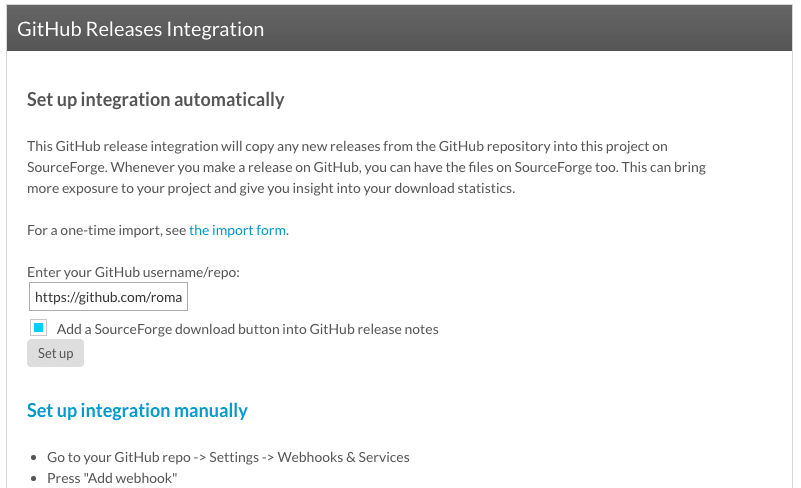 GitHub Releases Integration
Set up integration automatically
This GitHub release integration will copy any new releases from the GitHub repository into this project on
SourceForge. Whenever you make a release on GitHub, you can have the files on SourceForge too. This can bring
more exposure to your project and give you insight into your download statistics.
For a one-time import, see the import form.
Enter your GitHub username/repo:
https://github.com/roma
Add a SourceForge download button into GitHub release notes
Set up
Set up integration manually
• Go to your GitHub repo -> Settings -> Webhooks & Services
• Press "Add webhook"